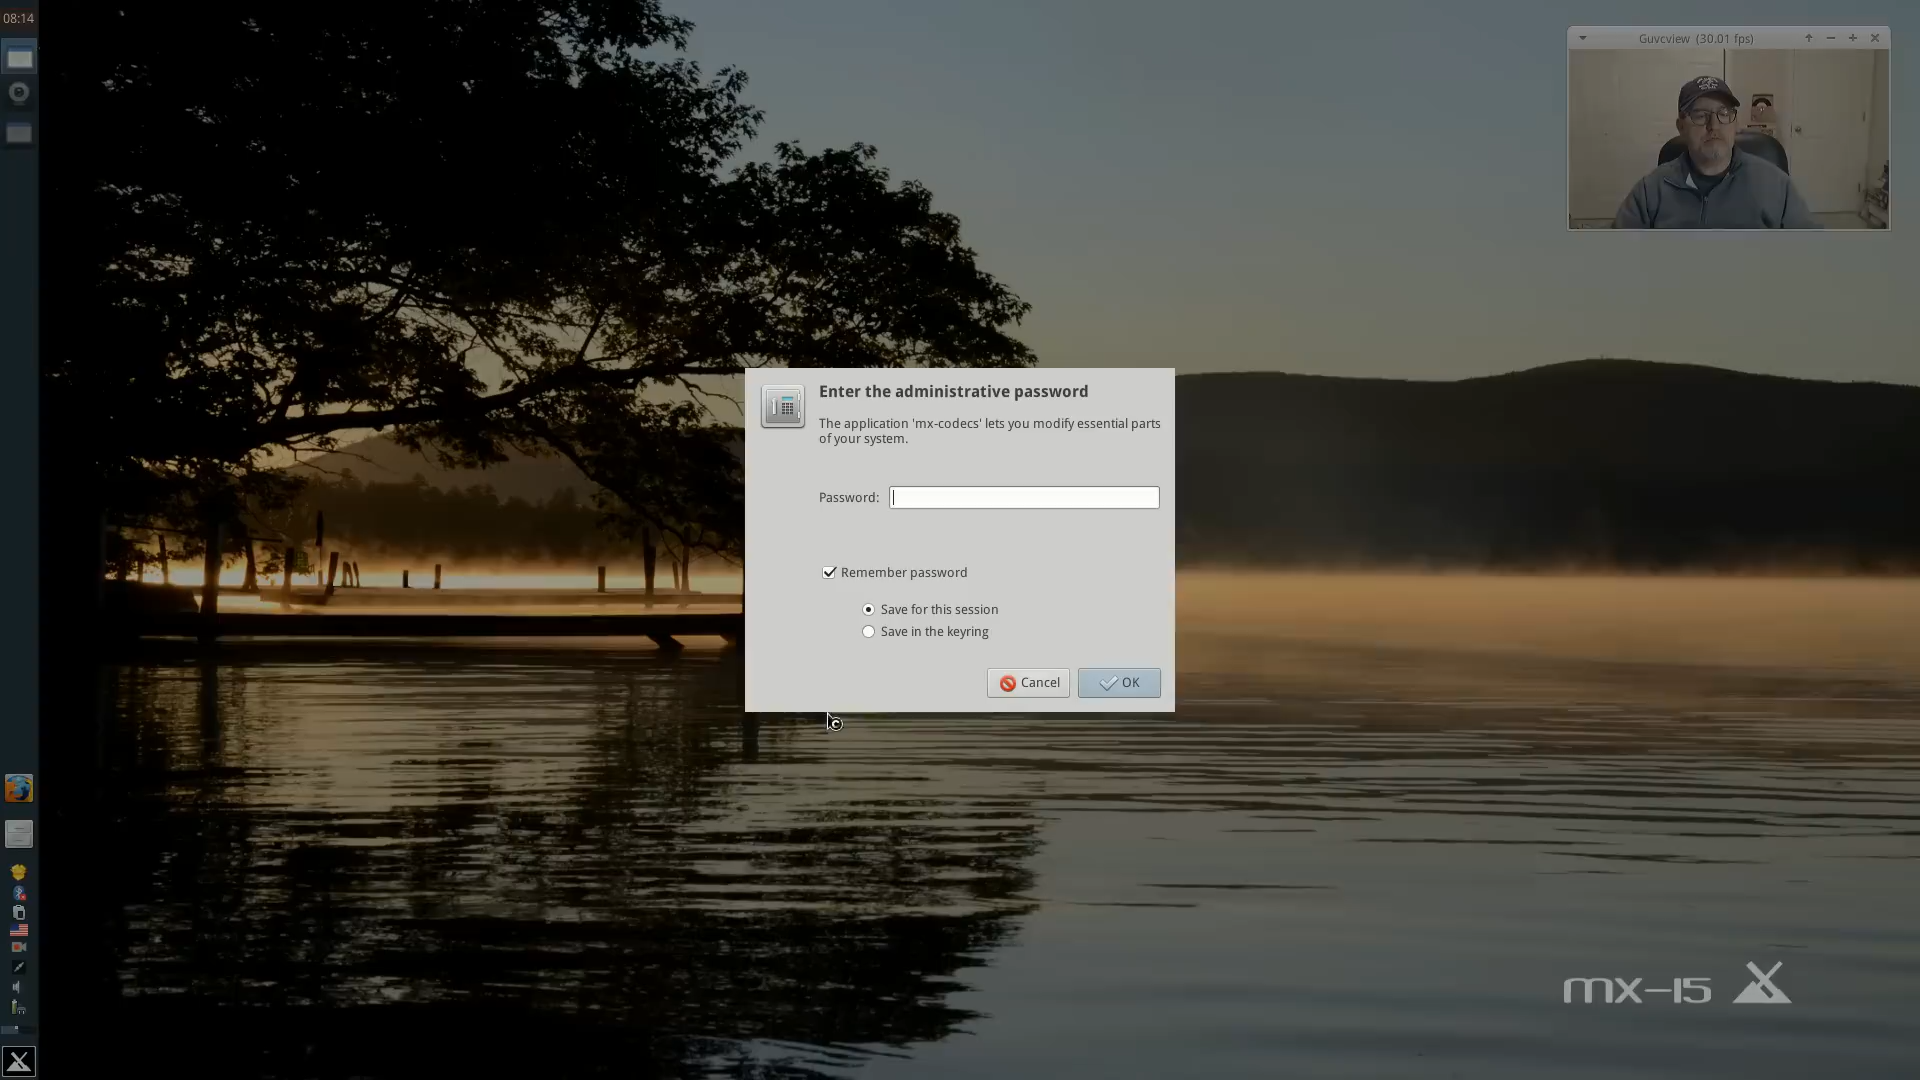 08:14
Guvcview (30.01 fps)
Enter the administrative password
The application 'mx-codecs' lets you modify essential parts
of your system.
Password:
Remember password
Save for this session
Save in the keyring
Cancel
OK
mx-15